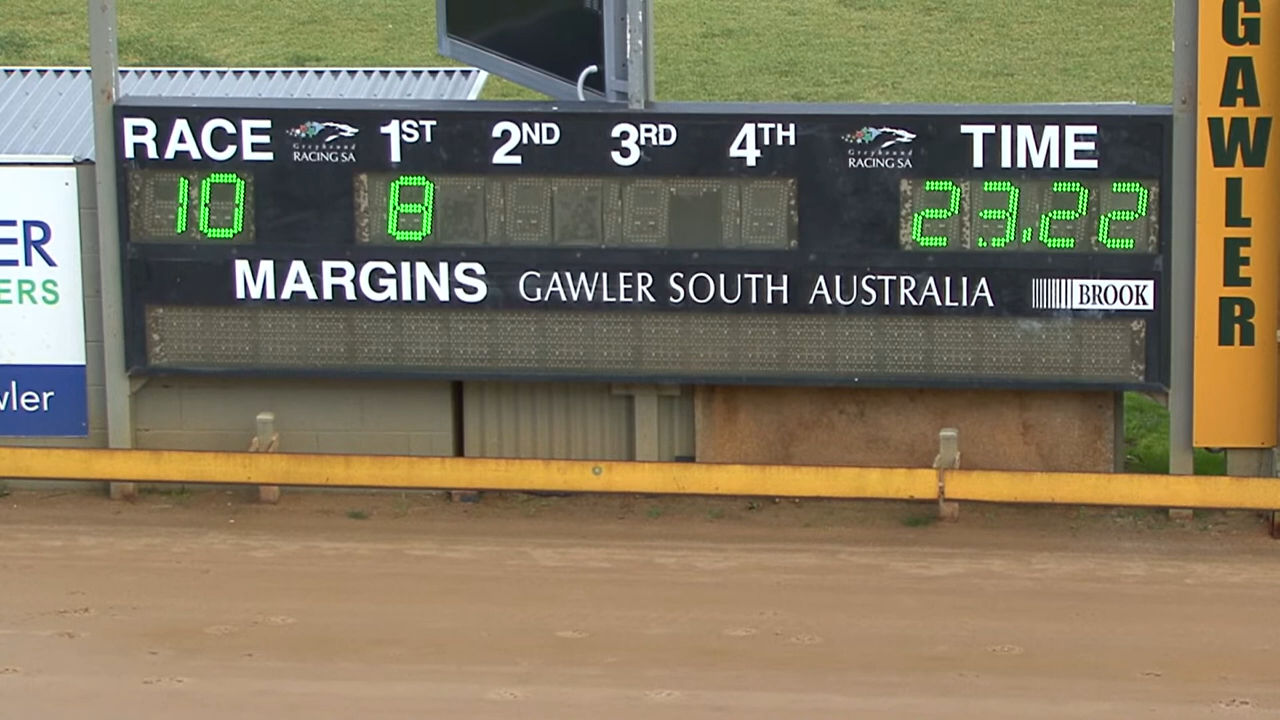 RACE Greyhound RACING SA 1ST 2ND 3RD 4TH Greyhound RACING SA TIME
10 8 23.22
MARGINS GAWLER SOUTH AUSTRALIA BROOK
GAWLER
ER
ERS
wler